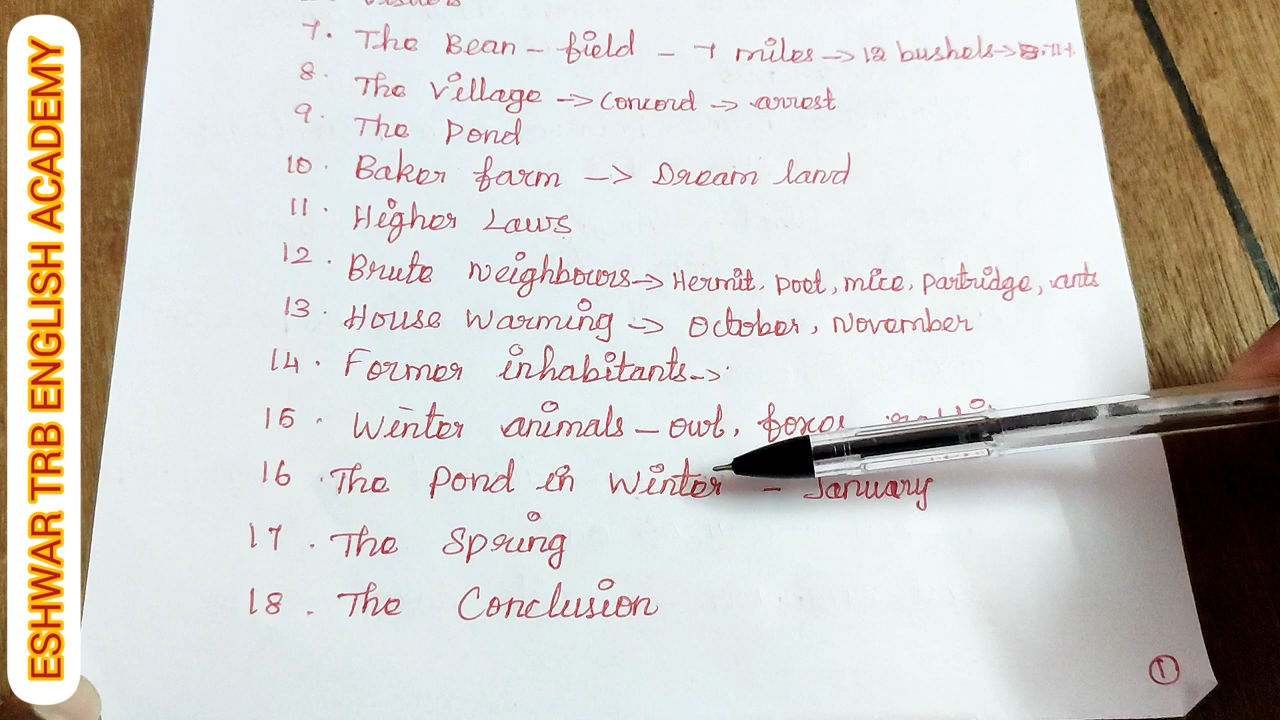 ESHWAR TRB ENGLISH ACADEMY
7. The Bean - field - 7 miles -> 12 bushels ->
8. The village -> concord -> arrest
9. The Pond
10. Baker farm -> Dream land
11. Higher Laws
12. Brute Neighbours -> Hermit, poet, mice, partridge, ants
13. House Warming -> October, November
14. Former inhabitants ->
15. Winter animals - owl, foxes
16. The Pond in Winter - January
17. The Spring
18. The Conclusion
1